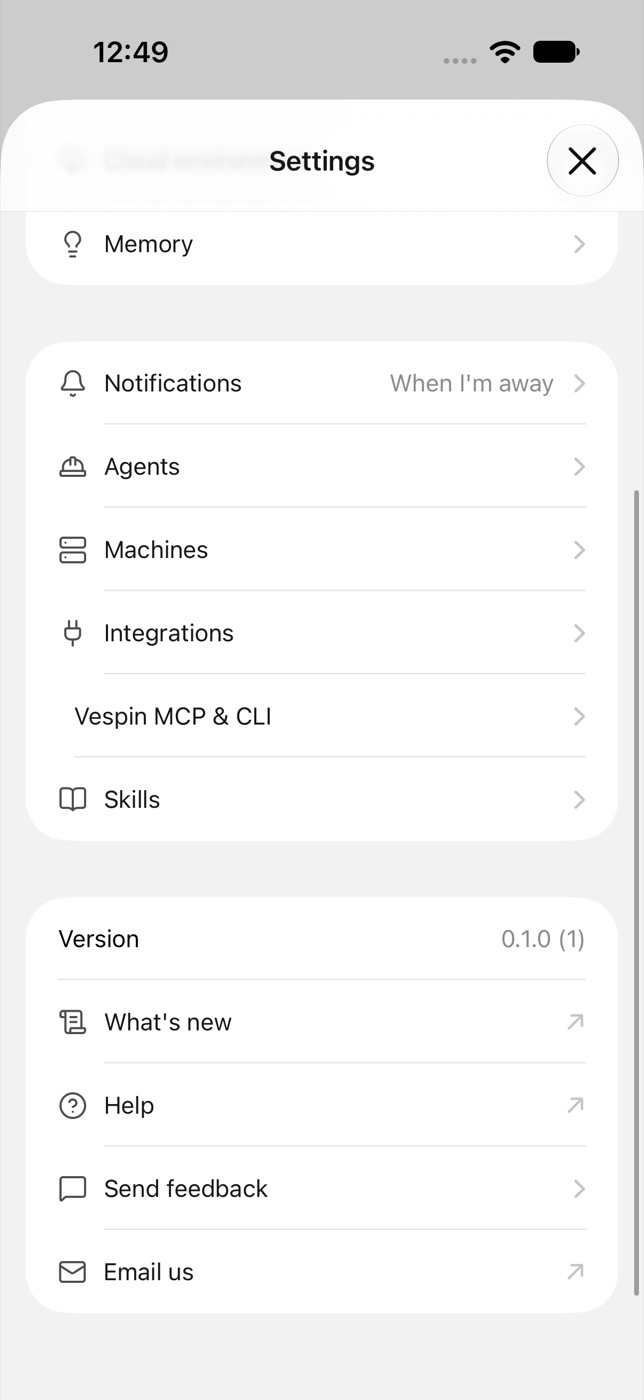 12:49
Settings
Memory
Notifications When I'm away
Agents
Machines
Integrations
Vespin MCP & CLI
Skills
Version 0.1.0 (1)
What's new
Help
Send feedback
Email us